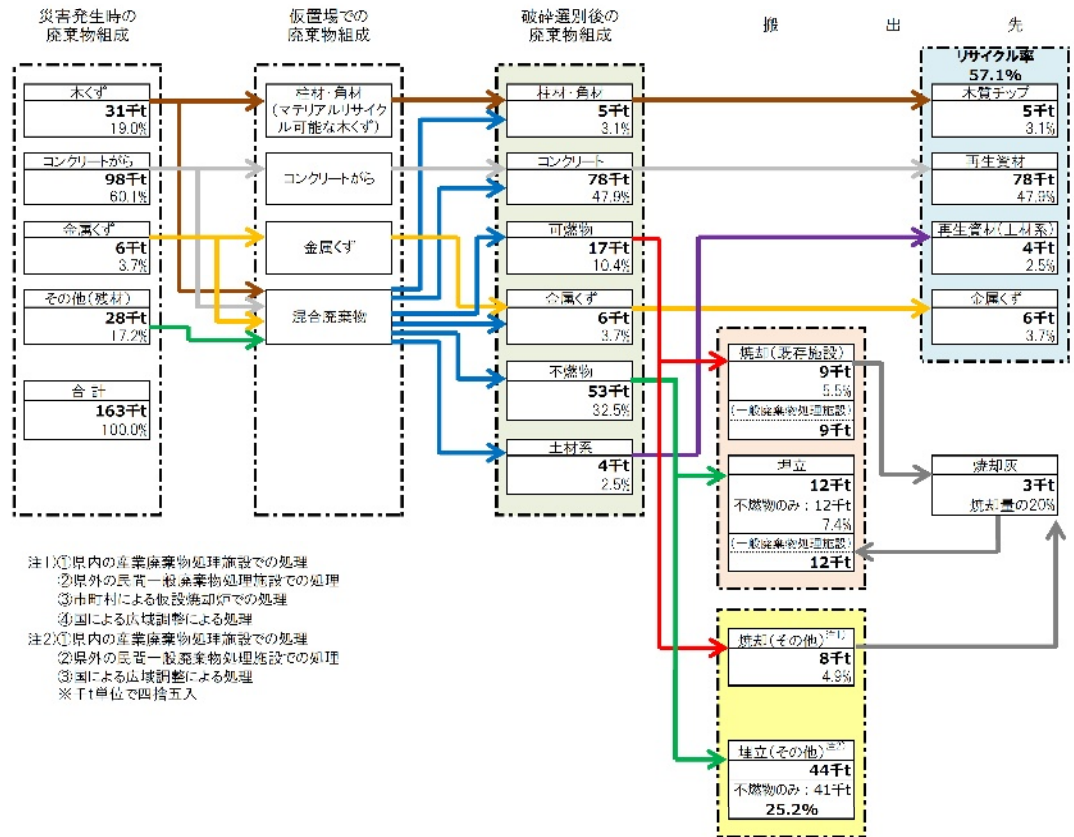 災害発生時の
廃棄物組成
仮置場での
廃棄物組成
破砕選別後の
廃棄物組成
搬 出 先
木くず
31千t
19.0%
コンクリートがら
98千t
60.1%
金属くず
6千t
3.7%
その他(残材)
28千t
17.2%
合計
163千t
100.0%
柱材・角材
(マテリアルリサイク
ル可能な木くず)
コンクリートがら
金属くず
混合廃棄物
柱材・角材
5千t
3.1%
コンクリート
78千t
47.9%
可燃物
17千t
10.4%
金属くず
6千t
3.7%
不燃物
53千t
32.5%
土材系
4千t
2.5%
リサイクル率
57.1%
木質チップ
5千t
3.1%
再生資材
78千t
47.9%
再生資材(土材系)
4千t
2.5%
金属くず
6千t
3.7%
焼却(既存施設)
9千t
5.5%
(一般廃棄物処理施設)
9千t
埋立
12千t
不燃物のみ：12千t
7.4%
(一般廃棄物処理施設)
12千t
焼却灰
3千t
焼却量の20%
焼却(その他)注1)
8千t
4.9%
埋立(その他)注2)
44千t
不燃物のみ：41千t
25.2%
注1)①県内の産業廃棄物処理施設での処理
②県外の民間一般廃棄物処理施設での処理
③市町村による仮設焼却炉での処理
④国による広域調整による処理
注2)①県内の産業廃棄物処理施設での処理
②県外の民間一般廃棄物処理施設での処理
③国による広域調整による処理
※千t単位で四捨五入